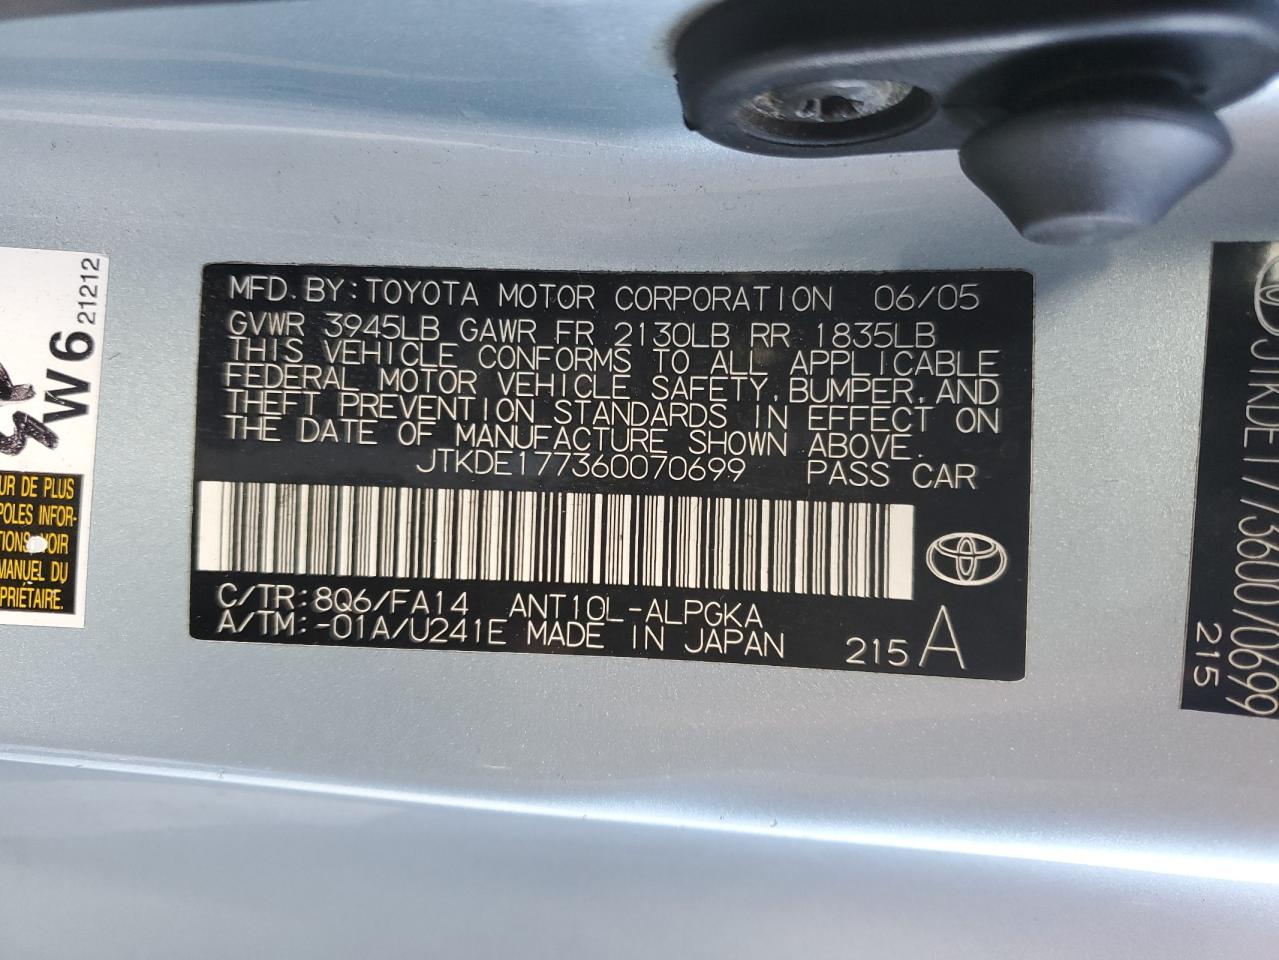 MFD. BY: TOYOTA MOTOR CORPORATION 06/05
GVWR 3945LB GAWR FR 2130LB RR 1835LB
THIS VEHICLE CONFORMS TO ALL APPLICABLE
FEDERAL MOTOR VEHICLE SAFETY, BUMPER, AND
THEFT PREVENTION STANDARDS IN EFFECT ON
THE DATE OF MANUFACTURE SHOWN ABOVE.
JTKDE177360070699 PASS CAR
C/TR: 8Q6/FA14 ANT10L-ALPGKA
A/TM: -01A/U241E MADE IN JAPAN 215 A
W6
21212
UR DE PLUS
POLES INFOR-
TIONS VOIR
MANUEL DU
PRIÉTAIRE.
JTKDE177360070699
215